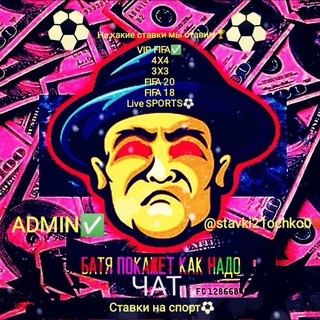 На какие ставки мы ставим❓
VIP FIFA✅
4X4
3X3
FIFA 20
FIFA 18
Live SPORTS⚽
ADMIN✅
@stavki21ochko0
БАТЯ ПОКАЖЕТ КАК НАДО
ЧАТ
FC128668
Ставки на спорт⚽